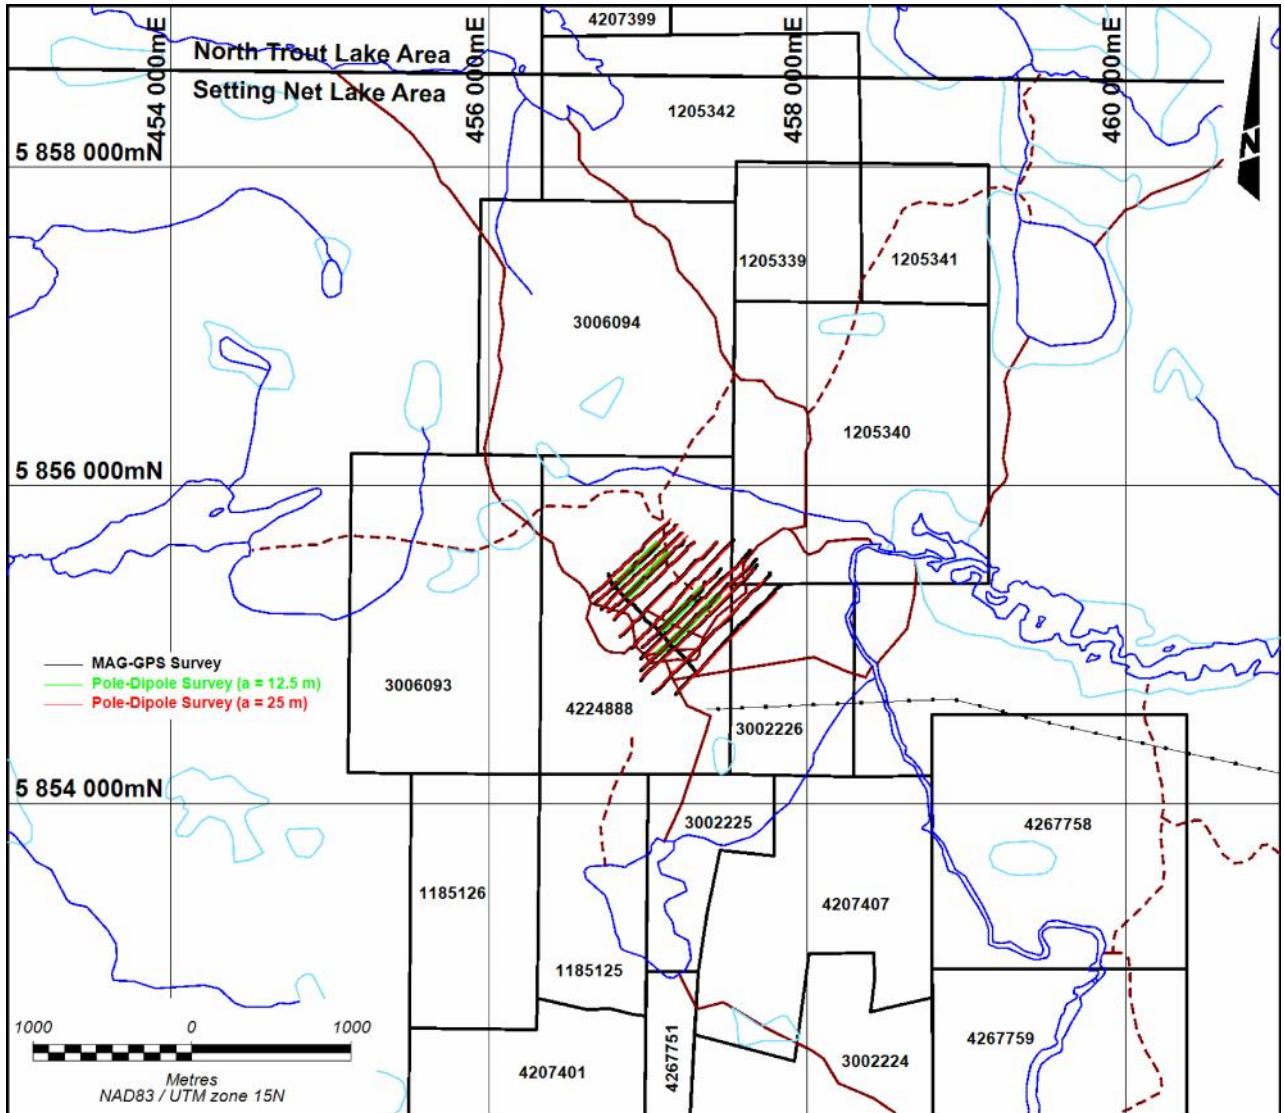 4207399
North Trout Lake Area
Setting Net Lake Area
454 000mE
456 000mE
458 000mE
460 000mE
N
1205342
5 858 000mN
1205339
1205341
3006094
1205340
5 856 000mN
MAG-GPS Survey
Pole-Dipole Survey (a = 12.5 m)
Pole-Dipole Survey (a = 25 m)
3006093
4224888
3002226
5 854 000mN
3002225
4267758
1185126
4207407
1185125
4267751
4267759
3002224
4207401
1000 0 1000
Metres
NAD83 / UTM zone 15N